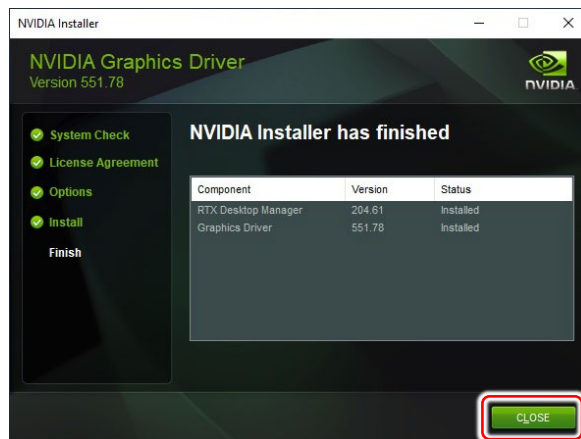 NVIDIA Installer
NVIDIA Graphics Driver
Version 551.78
NVIDIA.
System Check
License Agreement
Options
Install
Finish
NVIDIA Installer has finished
Component Version Status
RTX Desktop Manager 204.61 Installed
Graphics Driver 551.78 Installed
CLOSE